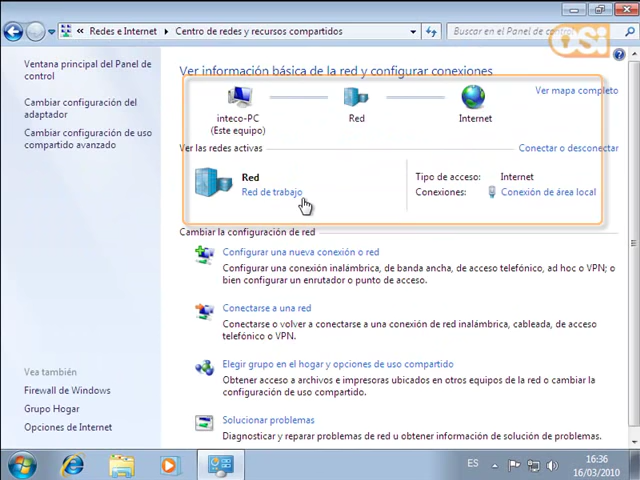 Redes e Internet
Centro de redes y recursos compartidos
Buscar en el Panel de control
osi
Ventana principal del Panel de
control
Cambiar configuración del
adaptador
Cambiar configuración de uso
compartido avanzado
Ver información básica de la red y configurar conexiones
Ver mapa completo
inteco-PC
(Este equipo)
Red
Internet
Ver las redes activas
Conectar o desconectar
Red
Red de trabajo
Tipo de acceso: Internet
Conexiones: Conexión de área local
Cambiar la configuración de red
Configurar una nueva conexión o red
Configurar una conexión inalámbrica, de banda ancha, de acceso telefónico, ad hoc o VPN; o
bien configurar un enrutador o punto de acceso.
Conectarse a una red
Conectarse o volver a conectarse a una conexión de red inalámbrica, cableada, de acceso
telefónico o VPN.
Elegir grupo en el hogar y opciones de uso compartido
Obtener acceso a archivos e impresoras ubicados en otros equipos de la red o cambiar la
configuración de uso compartido.
Solucionar problemas
Diagnosticar y reparar problemas de red u obtener información de solución de problemas.
Vea también
Firewall de Windows
Grupo Hogar
Opciones de Internet
ES
16:36
16/03/2010